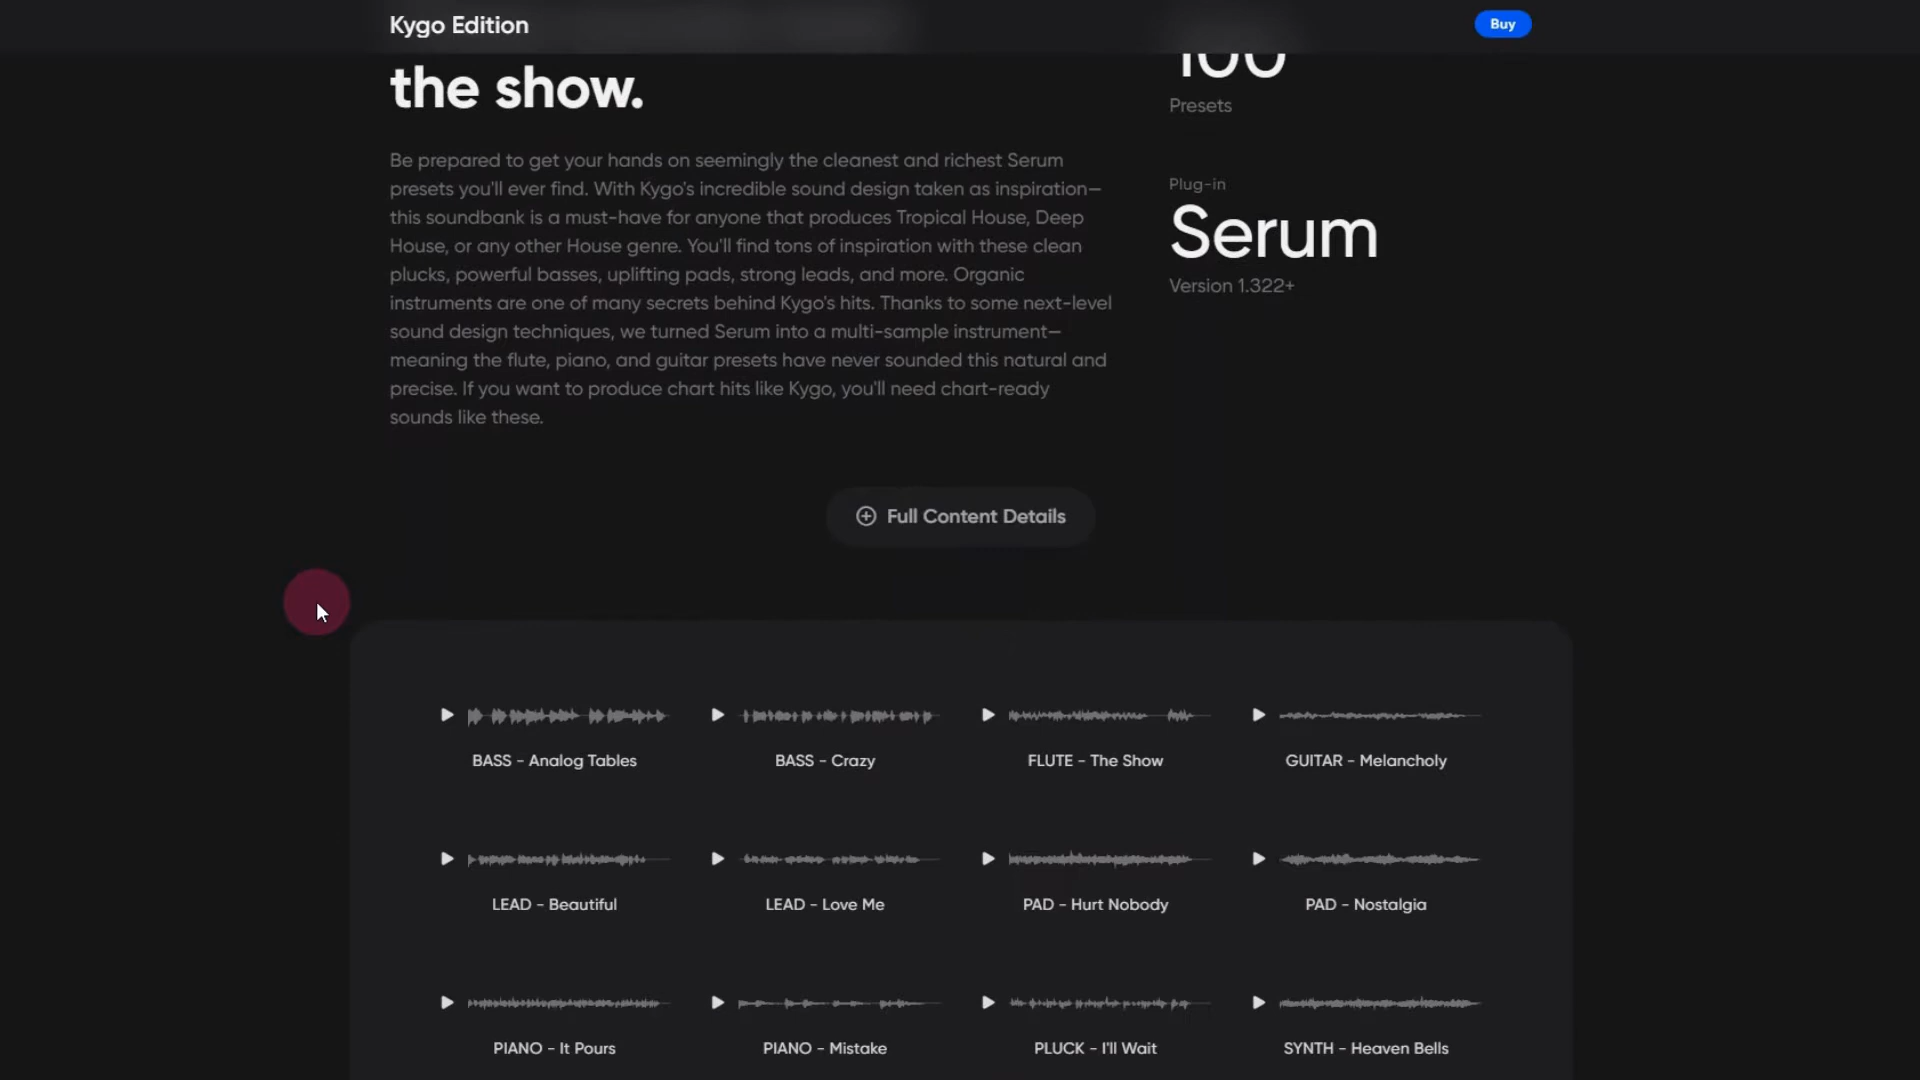 Kygo Edition
Buy
the show.
100
Presets
Be prepared to get your hands on seemingly the cleanest and richest Serum
presets you'll ever find. With Kygo's incredible sound design taken as inspiration—
this soundbank is a must-have for anyone that produces Tropical House, Deep
House, or any other House genre. You'll find tons of inspiration with these clean
plucks, powerful basses, uplifting pads, strong leads, and more. Organic
instruments are one of many secrets behind Kygo's hits. Thanks to some next-level
sound design techniques, we turned Serum into a multi-sample instrument—
meaning the flute, piano, and guitar presets have never sounded this natural and
precise. If you want to produce chart hits like Kygo, you'll need chart-ready
sounds like these.
Plug-in
Serum
Version 1.322+
Full Content Details
BASS - Analog Tables
BASS - Crazy
FLUTE - The Show
GUITAR - Melancholy
LEAD - Beautiful
LEAD - Love Me
PAD - Hurt Nobody
PAD - Nostalgia
PIANO - It Pours
PIANO - Mistake
PLUCK - I'll Wait
SYNTH - Heaven Bells